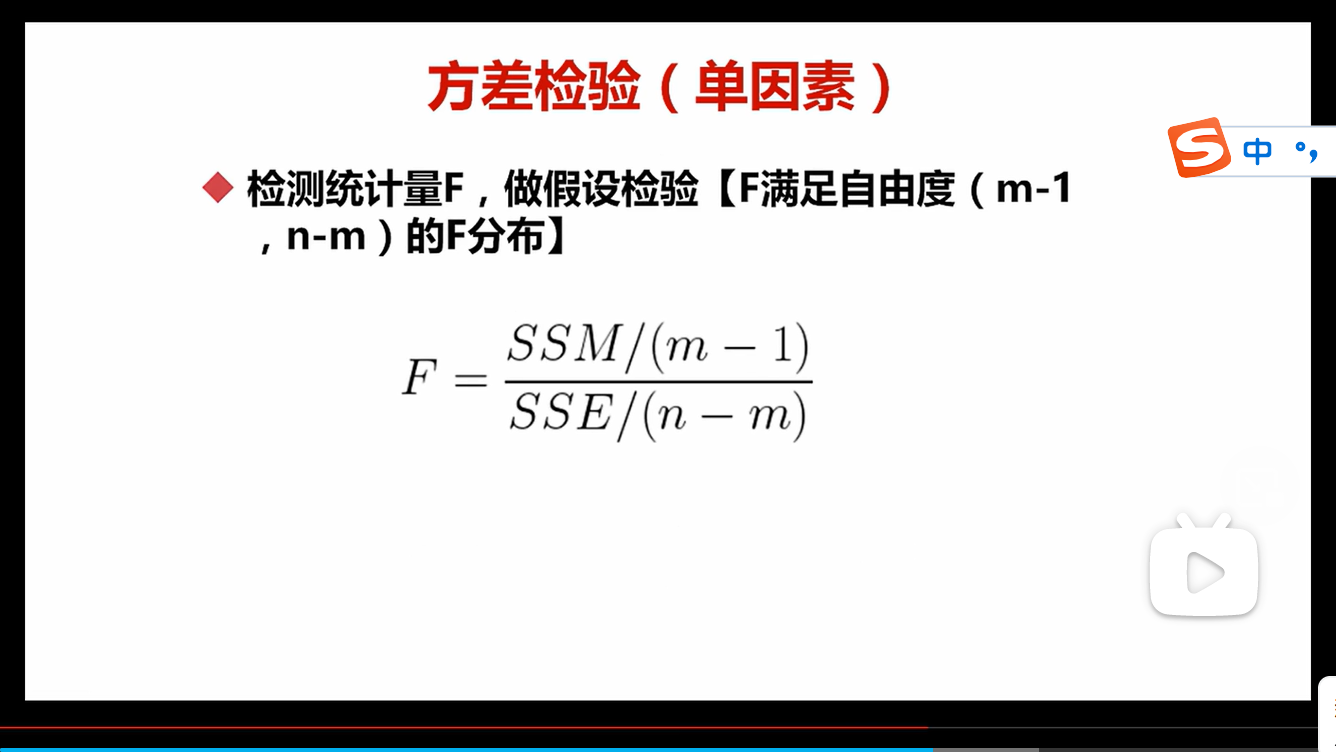 方差检验（单因素）
检测统计量F，做假设检验【F满足自由度（m-1
，n-m）的F分布】
F = SSM/(m − 1)
SSE/(n − m)
S 中 °，